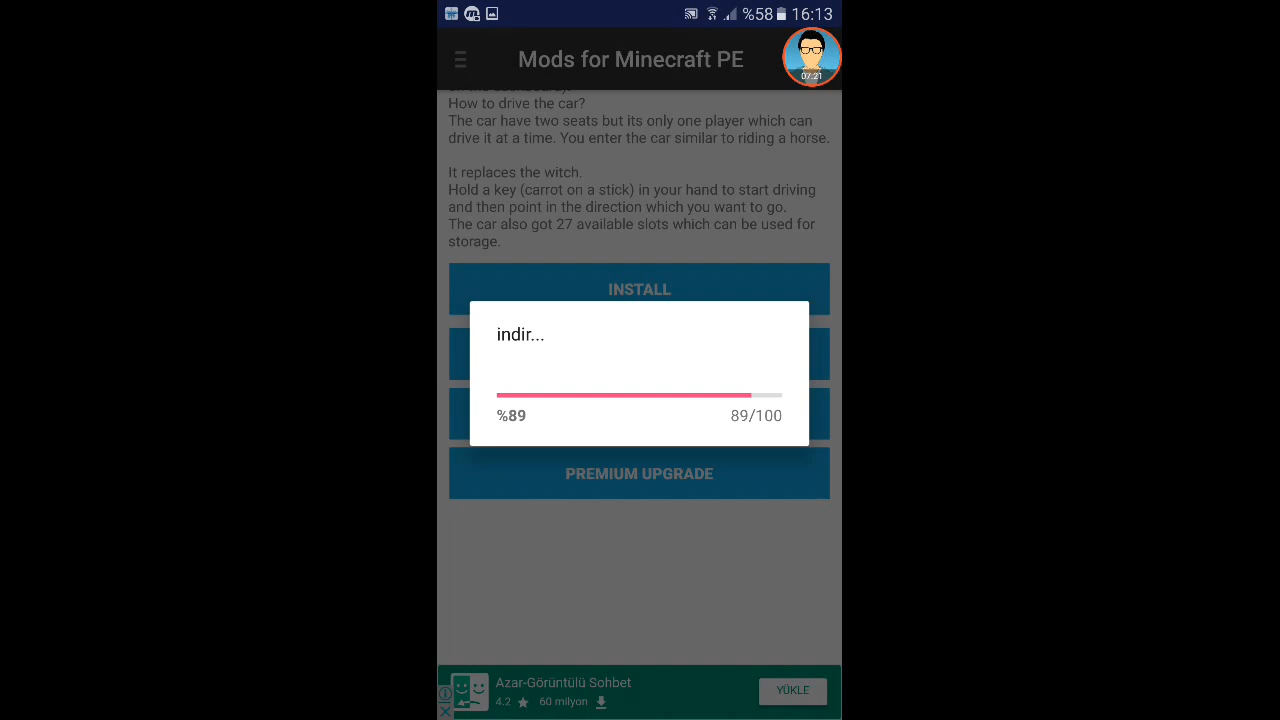 %58 16:13
Mods for Minecraft PE
07:21
How to drive the car?
The car have two seats but its only one player which can
drive it at a time. You enter the car similar to riding a horse.
It replaces the witch.
Hold a key (carrot on a stick) in your hand to start driving
and then point in the direction which you want to go.
The car also got 27 available slots which can be used for
storage.
INSTALL
indir...
%89 89/100
PREMIUM UPGRADE
Azar-Görüntülü Sohbet
4.2 60 milyon
YÜKLE